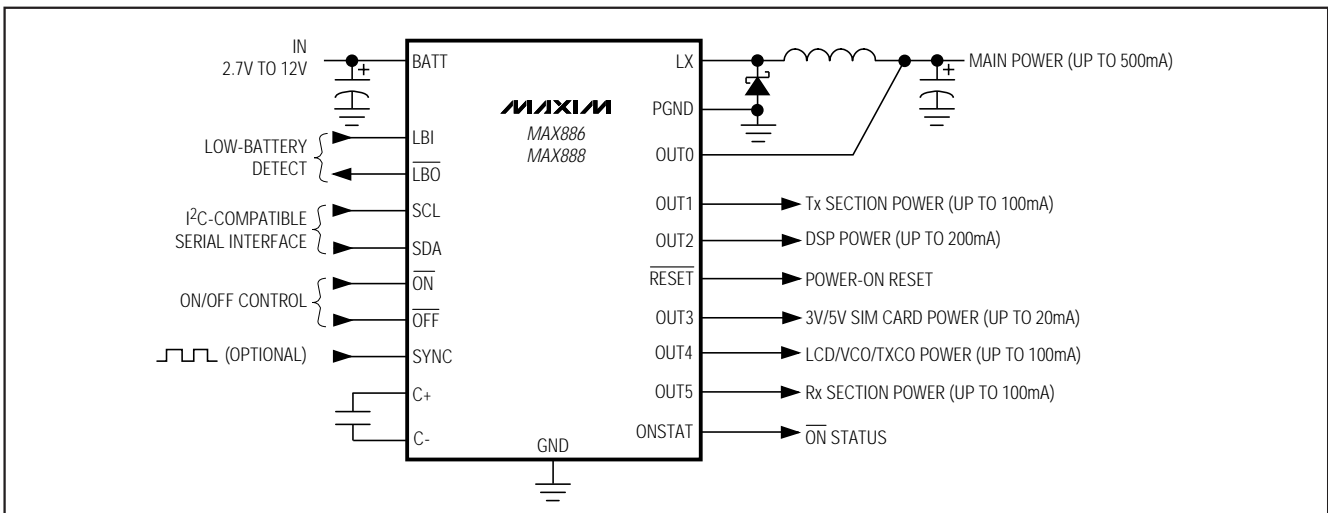 IN
2.7V TO 12V
LOW-BATTERY
DETECT
I2C-COMPATIBLE
SERIAL INTERFACE
ON/OFF CONTROL
(OPTIONAL)
BATT
LBI
LBO
SCL
SDA
ON
OFF
SYNC
C+
C-
MAXIM
MAX886
MAX888
GND
LX
PGND
OUT0
OUT1
OUT2
RESET
OUT3
OUT4
OUT5
ONSTAT
MAIN POWER (UP TO 500mA)
Tx SECTION POWER (UP TO 100mA)
DSP POWER (UP TO 200mA)
POWER-ON RESET
3V/5V SIM CARD POWER (UP TO 20mA)
LCD/VCO/TXCO POWER (UP TO 100mA)
Rx SECTION POWER (UP TO 100mA)
ON STATUS
+
+